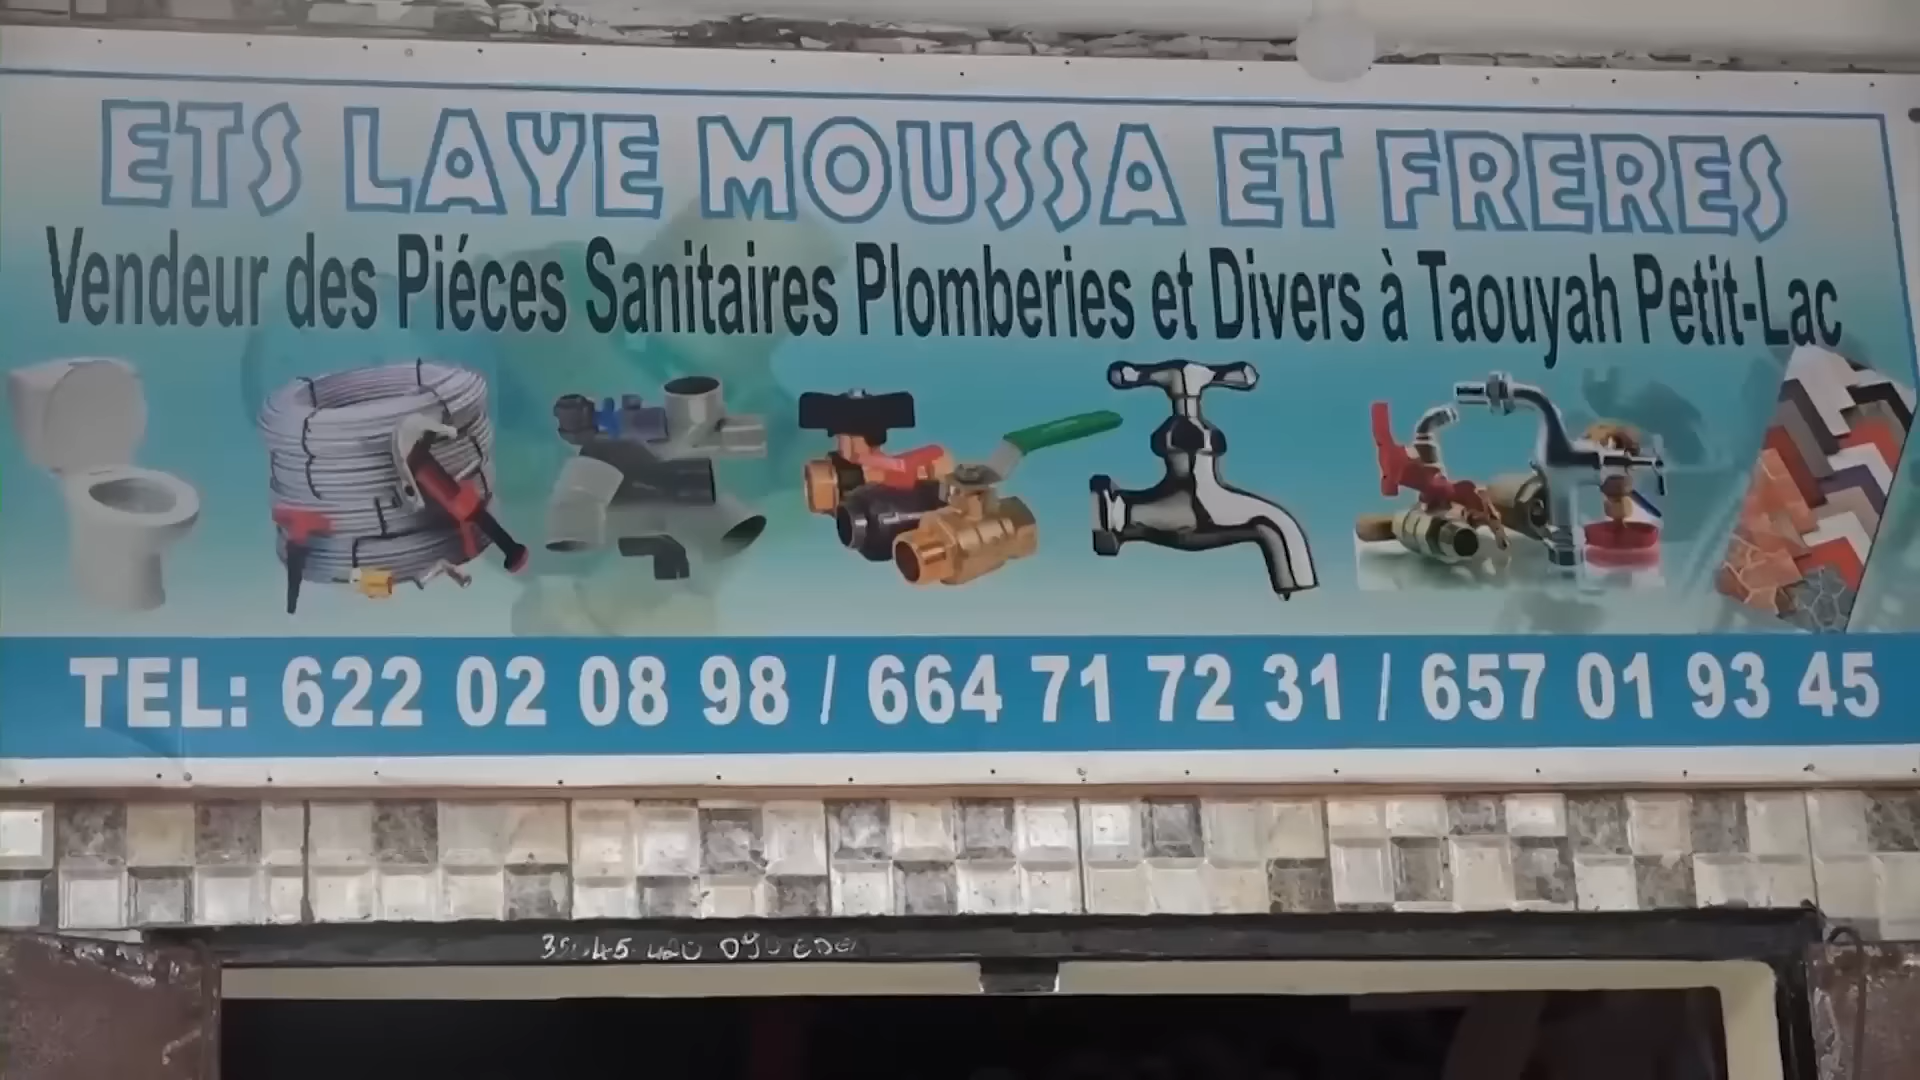 ETS LAYE MOUSSA ET FRERES
Vendeur des Piéces Sanitaires Plomberies et Divers à Taouyah Petit-Lac
TEL: 622 02 08 98 / 664 71 72 31 / 657 01 93 45